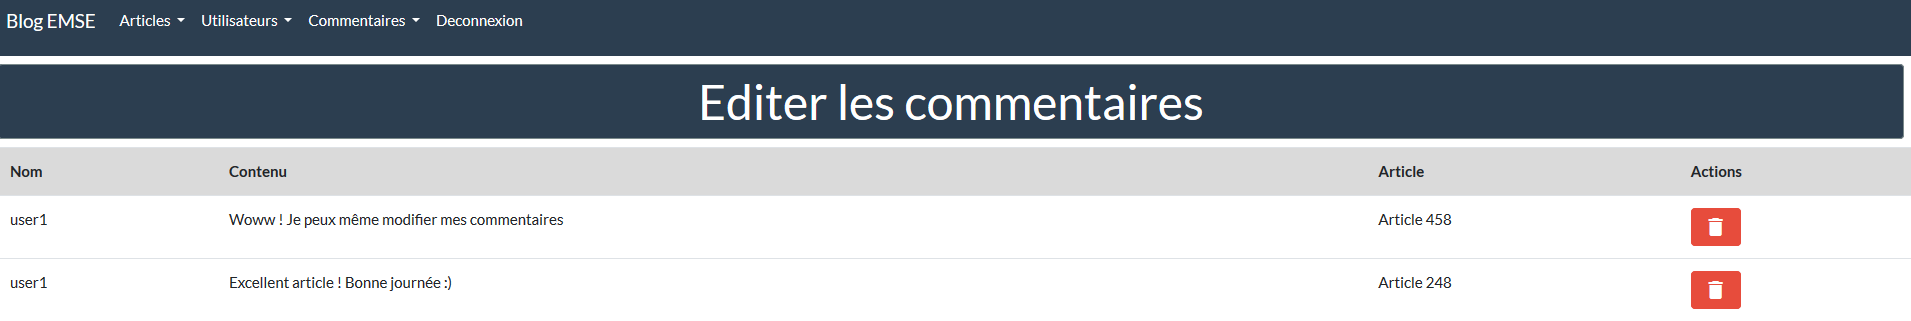 Blog EMSE Articles Utilisateurs Commentaires Deconnexion
Editer les commentaires
Nom Contenu Article Actions
user1 Woww ! Je peux même modifier mes commentaires Article 458
user1 Excellent article ! Bonne journée :) Article 248